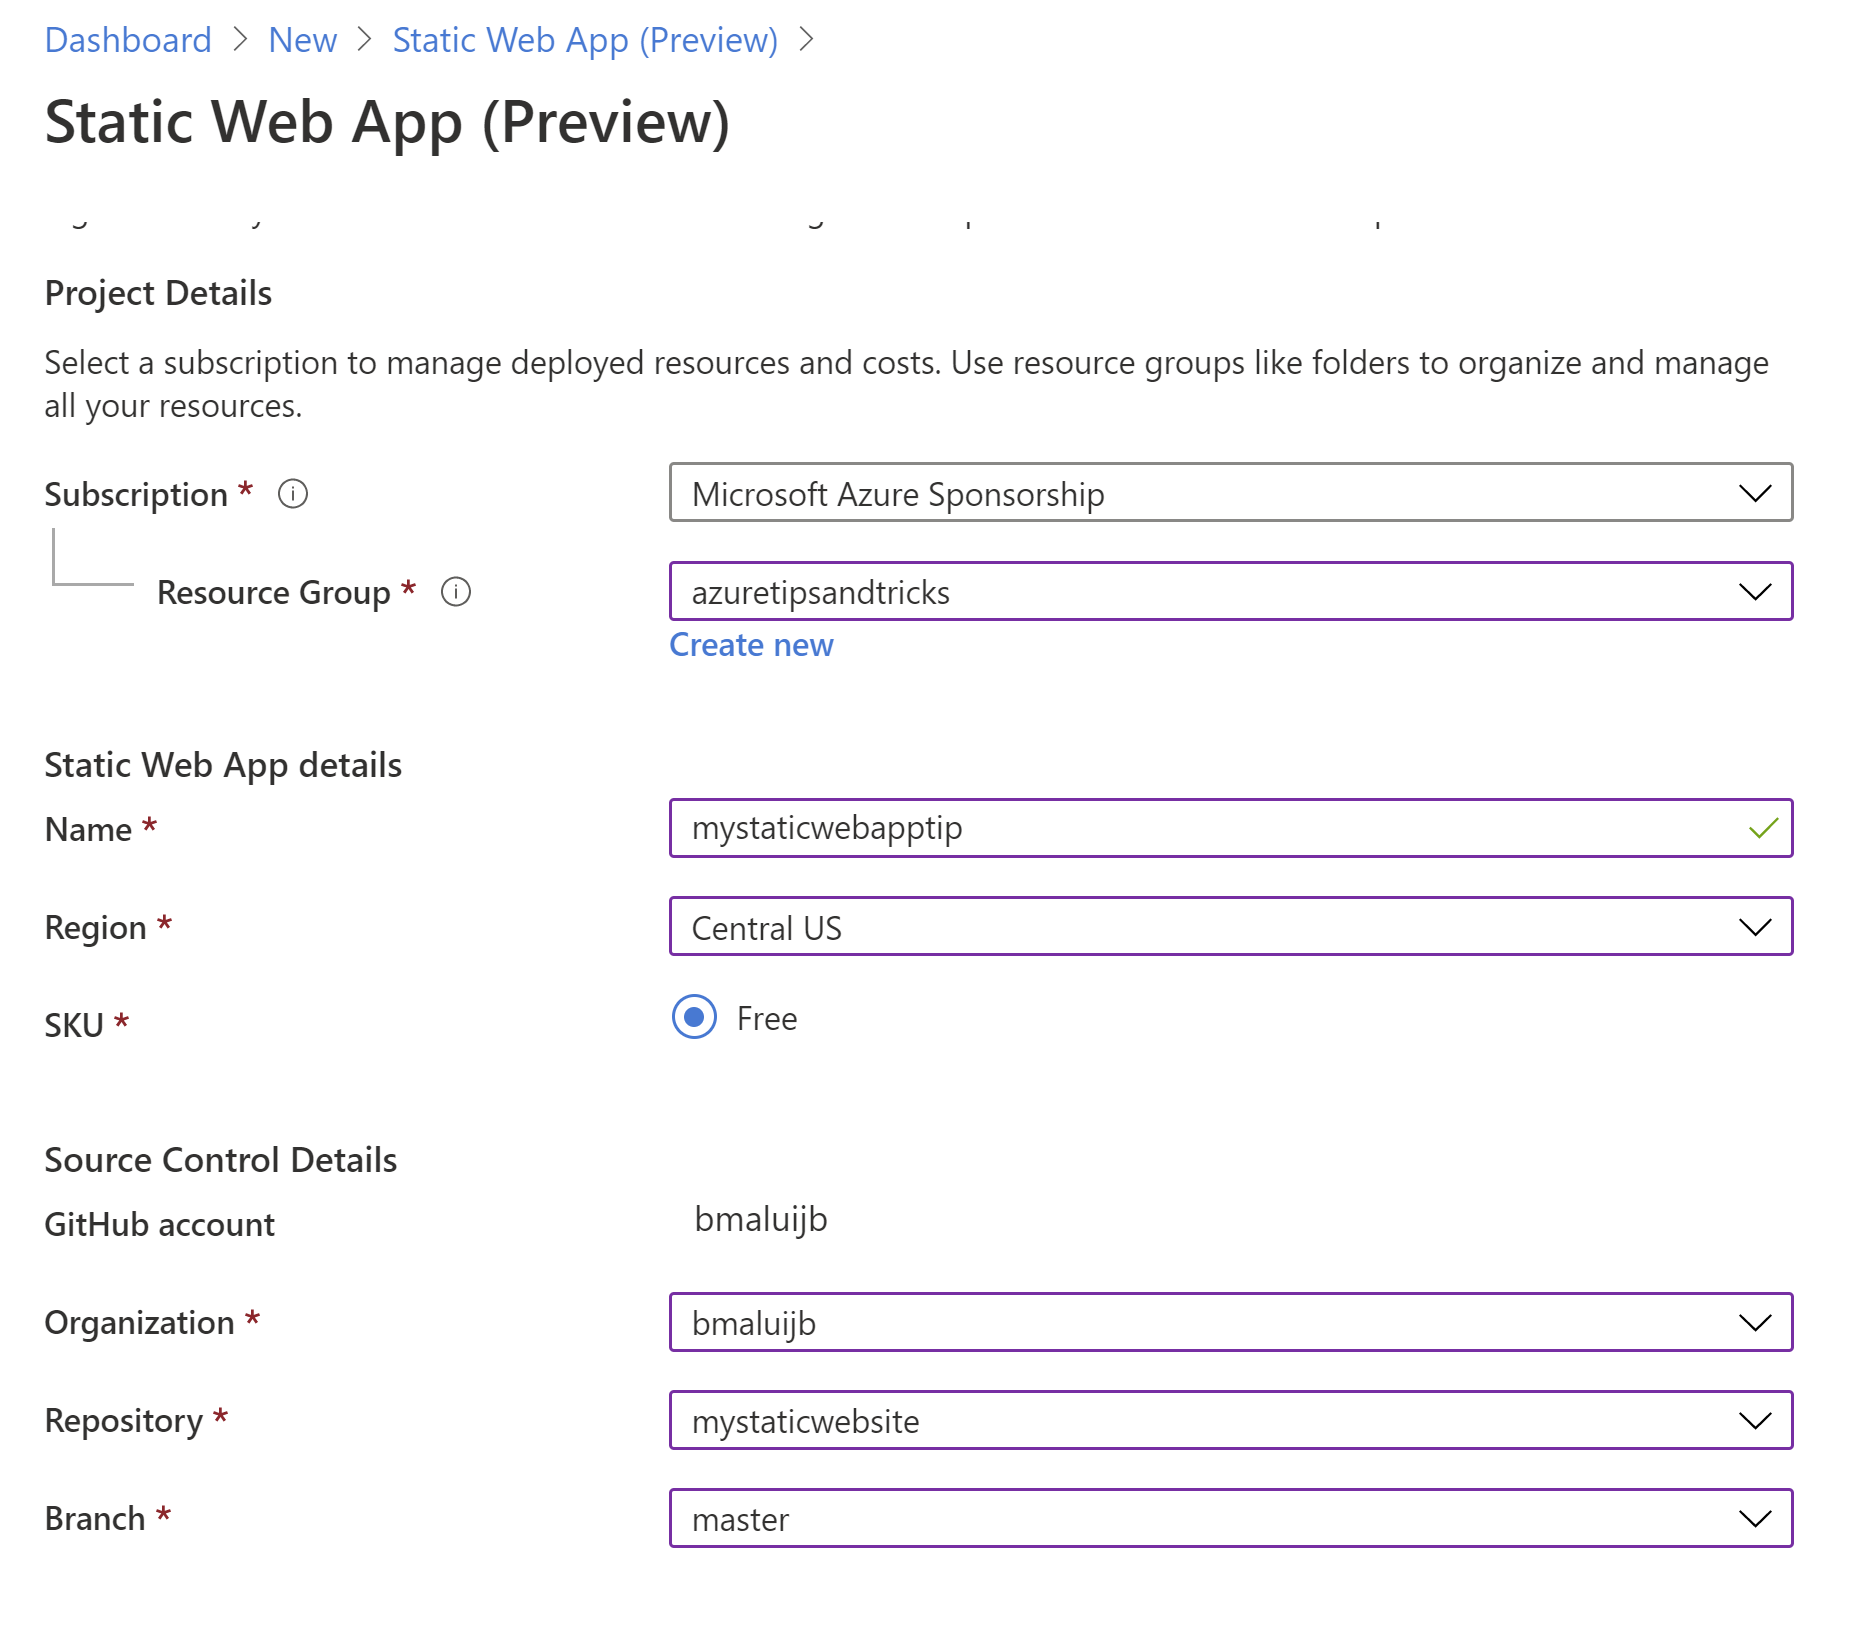 Dashboard > New > Static Web App (Preview) >
Static Web App (Preview)
Project Details
Select a subscription to manage deployed resources and costs. Use resource groups like folders to organize and manage
all your resources.
Subscription * Microsoft Azure Sponsorship
Resource Group * azuretipsandtricks
Create new
Static Web App details
Name * mystaticwebapptip
Region * Central US
SKU * Free
Source Control Details
GitHub account bmaluijb
Organization * bmaluijb
Repository * mystaticwebsite
Branch * master